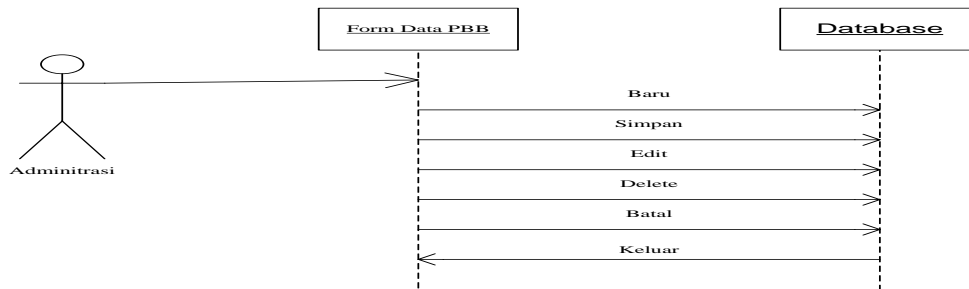 Form Data PBB
Database
Baru
Simpan
Edit
Adminitrasi
Delete
Batal
Keluar